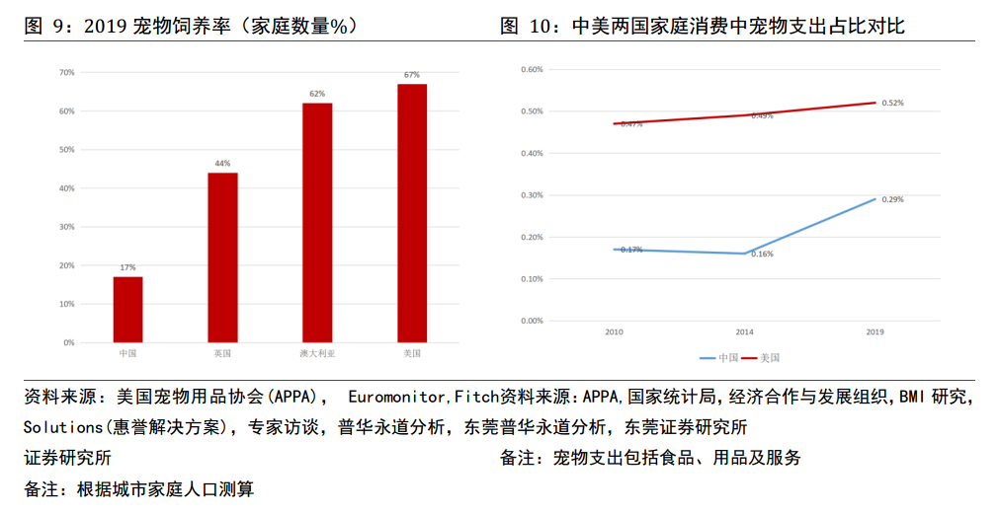 图 9：2019 宠物饲养率（家庭数量%）
70%
60%
50%
40%
30%
20%
10%
0%
17%
44%
62%
67%
中国
英国
澳大利亚
美国
资料来源：美国宠物用品协会(APPA)， Euromonitor,Fitch
Solutions(惠誉解决方案)，专家访谈，普华永道分析，东莞
证券研究所
备注：根据城市家庭人口测算
图 10：中美两国家庭消费中宠物支出占比对比
0.60%
0.50%
0.40%
0.30%
0.20%
0.10%
0.00%
0.47%
0.49%
0.52%
0.17%
0.16%
0.29%
2010
2014
2019
中国
美国
资料来源：APPA,国家统计局，经济合作与发展组织，BMI 研究，
普华永道分析，东莞证券研究所
备注：宠物支出包括食品、用品及服务